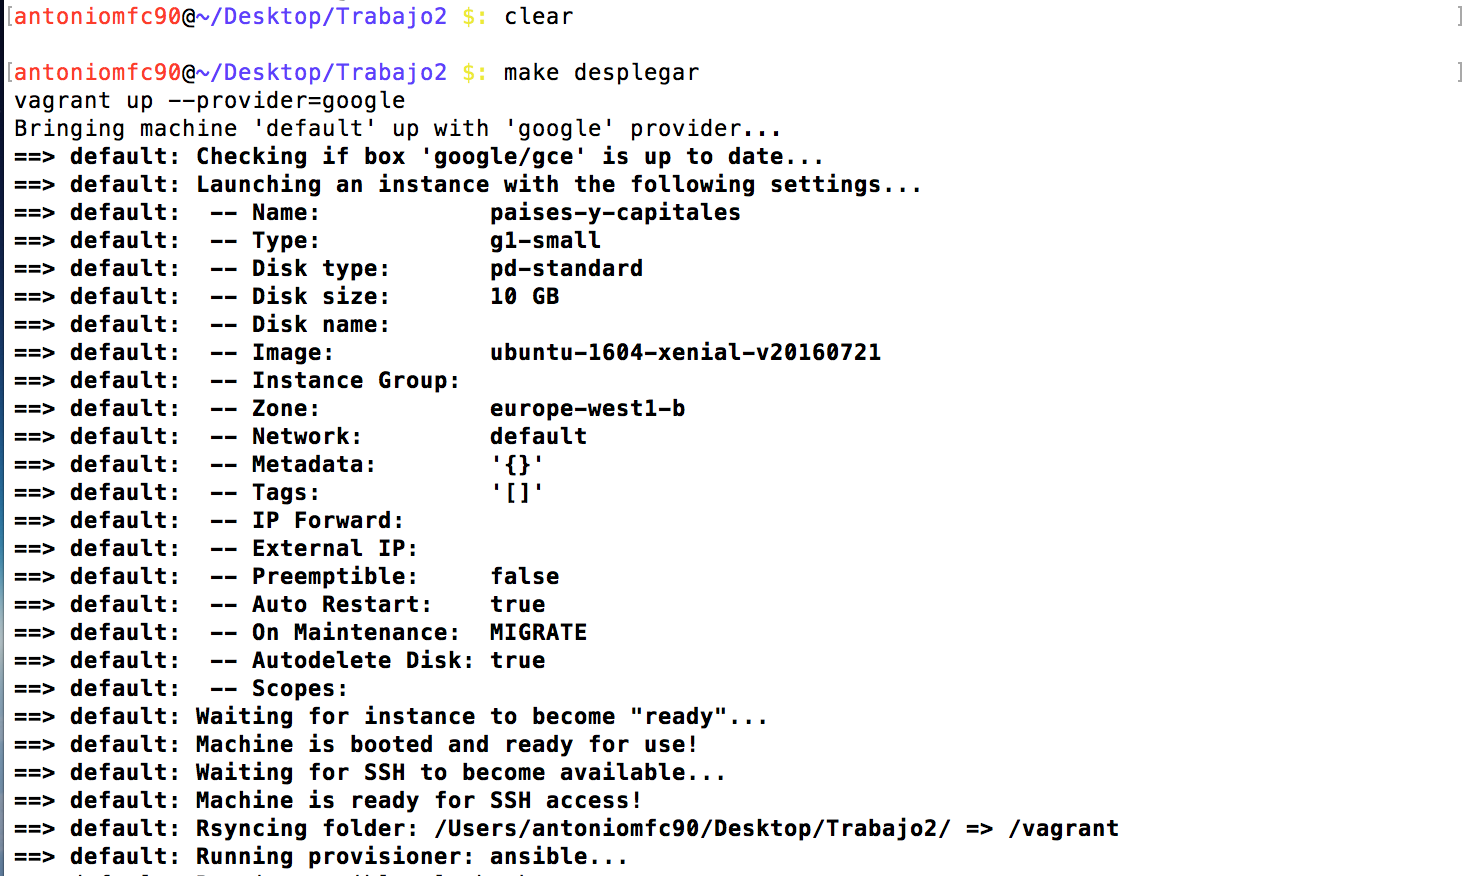 [antoniomfc90@~/Desktop/Trabajo2 $: clear ]
[antoniomfc90@~/Desktop/Trabajo2 $: make desplegar ]
vagrant up --provider=google
Bringing machine 'default' up with 'google' provider...
==> default: Checking if box 'google/gce' is up to date...
==> default: Launching an instance with the following settings...
==> default:  -- Name:            paises-y-capitales
==> default:  -- Type:            g1-small
==> default:  -- Disk type:       pd-standard
==> default:  -- Disk size:       10 GB
==> default:  -- Disk name:
==> default:  -- Image:           ubuntu-1604-xenial-v20160721
==> default:  -- Instance Group:
==> default:  -- Zone:            europe-west1-b
==> default:  -- Network:         default
==> default:  -- Metadata:        '{}'
==> default:  -- Tags:            '[]'
==> default:  -- IP Forward:
==> default:  -- External IP:
==> default:  -- Preemptible:     false
==> default:  -- Auto Restart:    true
==> default:  -- On Maintenance:  MIGRATE
==> default:  -- Autodelete Disk: true
==> default:  -- Scopes:
==> default: Waiting for instance to become "ready"...
==> default: Machine is booted and ready for use!
==> default: Waiting for SSH to become available...
==> default: Machine is ready for SSH access!
==> default: Rsyncing folder: /Users/antoniomfc90/Desktop/Trabajo2/ => /vagrant
==> default: Running provisioner: ansible...